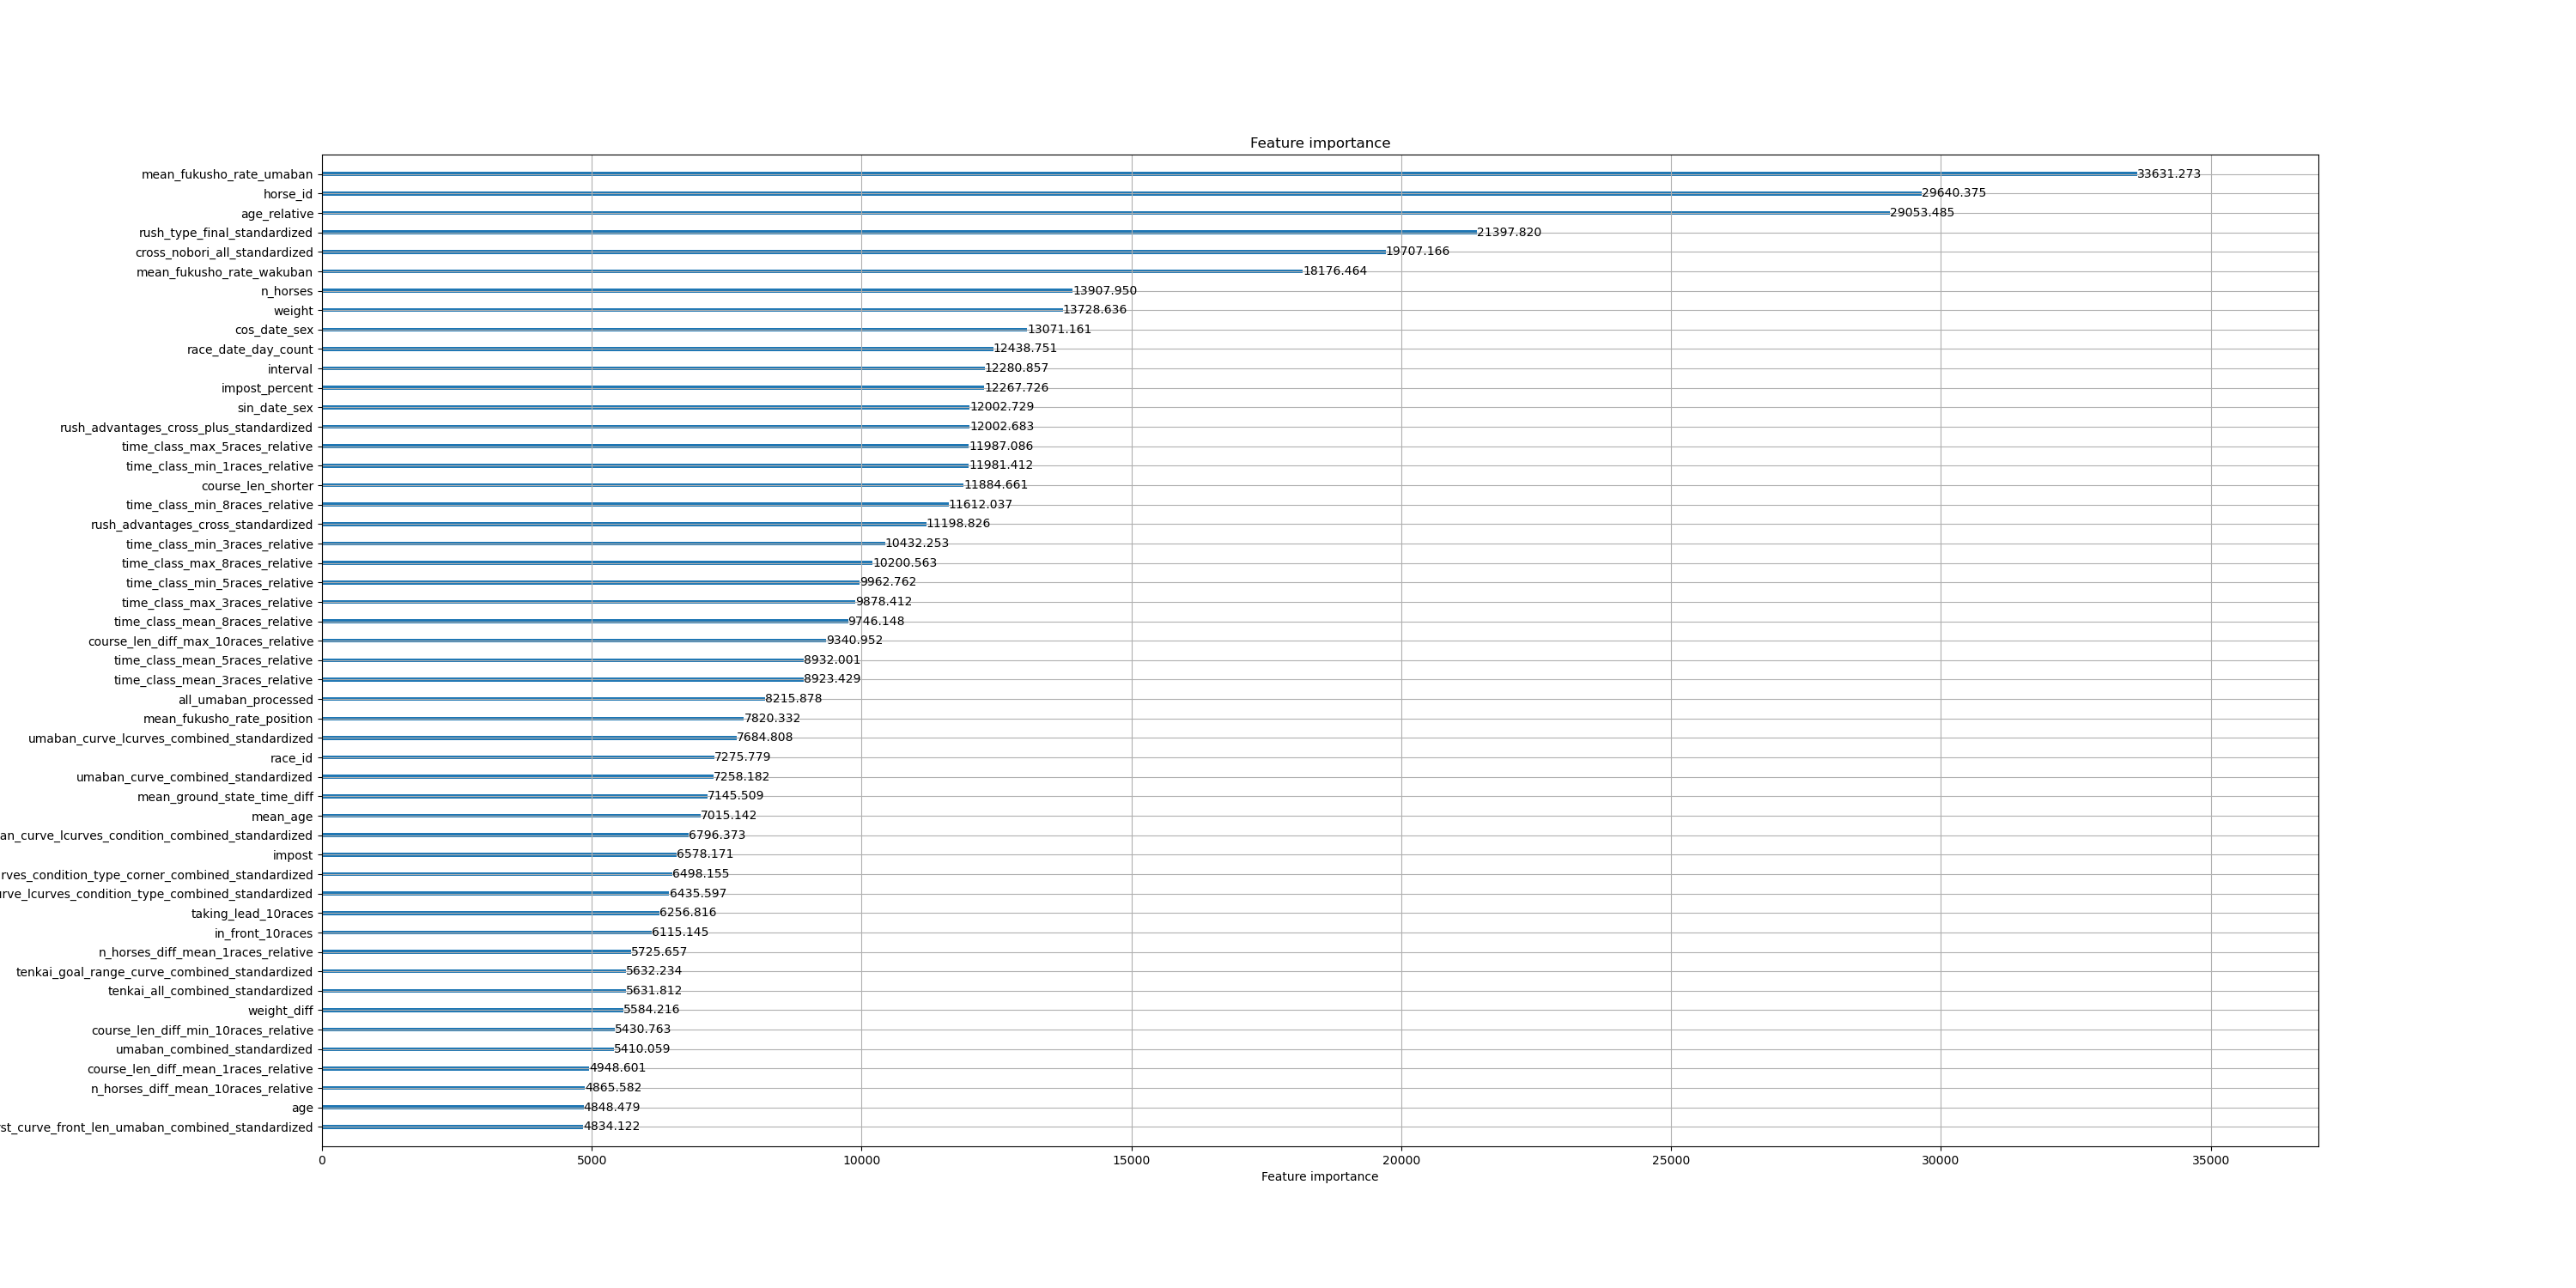 Feature importance
mean_fukusho_rate_umaban 33631.273
horse_id 29640.375
age_relative 29053.485
rush_type_final_standardized 21397.820
cross_nobori_all_standardized 19707.166
mean_fukusho_rate_wakuban 18176.464
n_horses 13907.950
weight 13728.636
cos_date_sex 13071.161
race_date_day_count 12438.751
interval 12280.857
impost_percent 12267.726
sin_date_sex 12002.729
rush_advantages_cross_plus_standardized 12002.683
time_class_max_5races_relative 11987.086
time_class_min_1races_relative 11981.412
course_len_shorter 11884.661
time_class_min_8races_relative 11612.037
rush_advantages_cross_standardized 11198.826
time_class_min_3races_relative 10432.253
time_class_max_8races_relative 10200.563
time_class_min_5races_relative 9962.762
time_class_max_3races_relative 9878.412
time_class_mean_8races_relative 9746.148
course_len_diff_max_10races_relative 9340.952
time_class_mean_5races_relative 8932.001
time_class_mean_3races_relative 8923.429
all_umaban_processed 8215.878
mean_fukusho_rate_position 7820.332
umaban_curve_lcurves_combined_standardized 7684.808
race_id 7275.779
umaban_curve_combined_standardized 7258.182
mean_ground_state_time_diff 7145.509
mean_age 7015.142
an_curve_lcurves_condition_combined_standardized 6796.373
impost 6578.171
rves_condition_type_corner_combined_standardized 6498.155
urve_lcurves_condition_type_combined_standardized 6435.597
taking_lead_10races 6256.816
in_front_10races 6115.145
n_horses_diff_mean_1races_relative 5725.657
tenkai_goal_range_curve_combined_standardized 5632.234
tenkai_all_combined_standardized 5631.812
weight_diff 5584.216
course_len_diff_min_10races_relative 5430.763
umaban_combined_standardized 5410.059
course_len_diff_mean_1races_relative 4948.601
n_horses_diff_mean_10races_relative 4865.582
age 4848.479
st_curve_front_len_umaban_combined_standardized 4834.122
0 5000 10000 15000 20000 25000 30000 35000
Feature importance